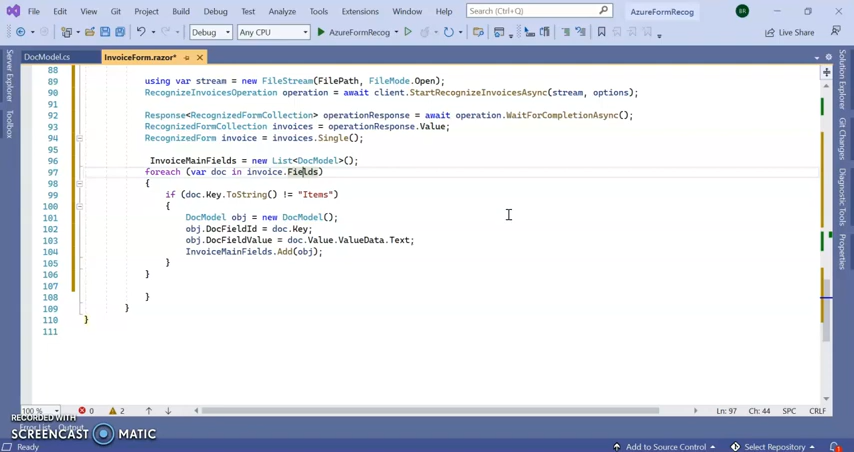 File Edit View Git Project Build Debug Test Analyze Tools Extensions Window Help Search (Ctrl+Q) AzureFormRecog BR
Debug Any CPU AzureFormRecog Live Share
DocModel.cs InvoiceForm.razor*
Server Explorer
Toolbox
Solution Explorer
Git Changes
Diagnostic Tools
Properties
88
89 using var stream = new FileStream(FilePath, FileMode.Open);
90 RecognizeInvoicesOperation operation = await client.StartRecognizeInvoicesAsync(stream, options);
91
92 Response<RecognizedFormCollection> operationResponse = await operation.WaitForCompletionAsync();
93 RecognizedFormCollection invoices = operationResponse.Value;
94 RecognizedForm invoice = invoices.Single();
95
96 InvoiceMainFields = new List<DocModel>();
97 foreach (var doc in invoice.Fields)
98 {
99 if (doc.Key.ToString() != "Items")
100 {
101 DocModel obj = new DocModel();
102 obj.DocFieldId = doc.Key;
103 obj.DocFieldValue = doc.Value.ValueData.Text;
104 InvoiceMainFields.Add(obj);
105 }
106 }
107
108 }
109 }
110 }
111
100 % 0 2 Ln: 97 Ch: 44 SPC CRLF
RECORDED WITH
SCREENCAST MATIC
Error List Output
Ready Add to Source Control Select Repository 1